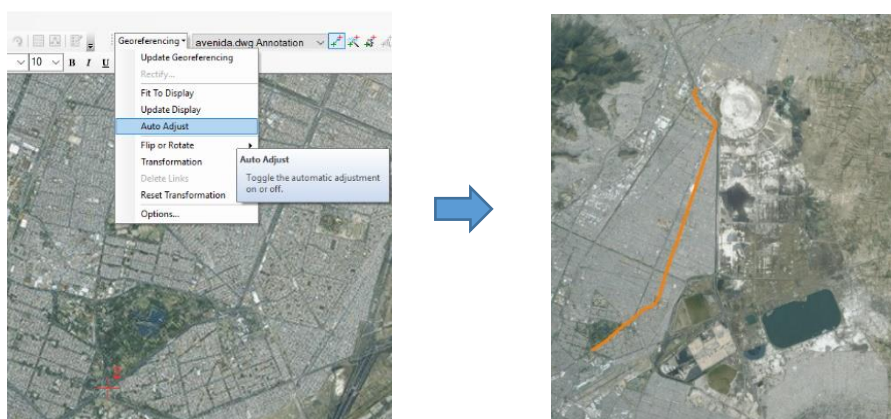 Georeferencing avenida.dwg Annotation
10 B I U
Update Georeferencing
Rectify...
Fit To Display
Update Display
Auto Adjust
Flip or Rotate
Transformation
Delete Links
Reset Transformation
Options...
Auto Adjust
Toggle the automatic adjustment
on or off.